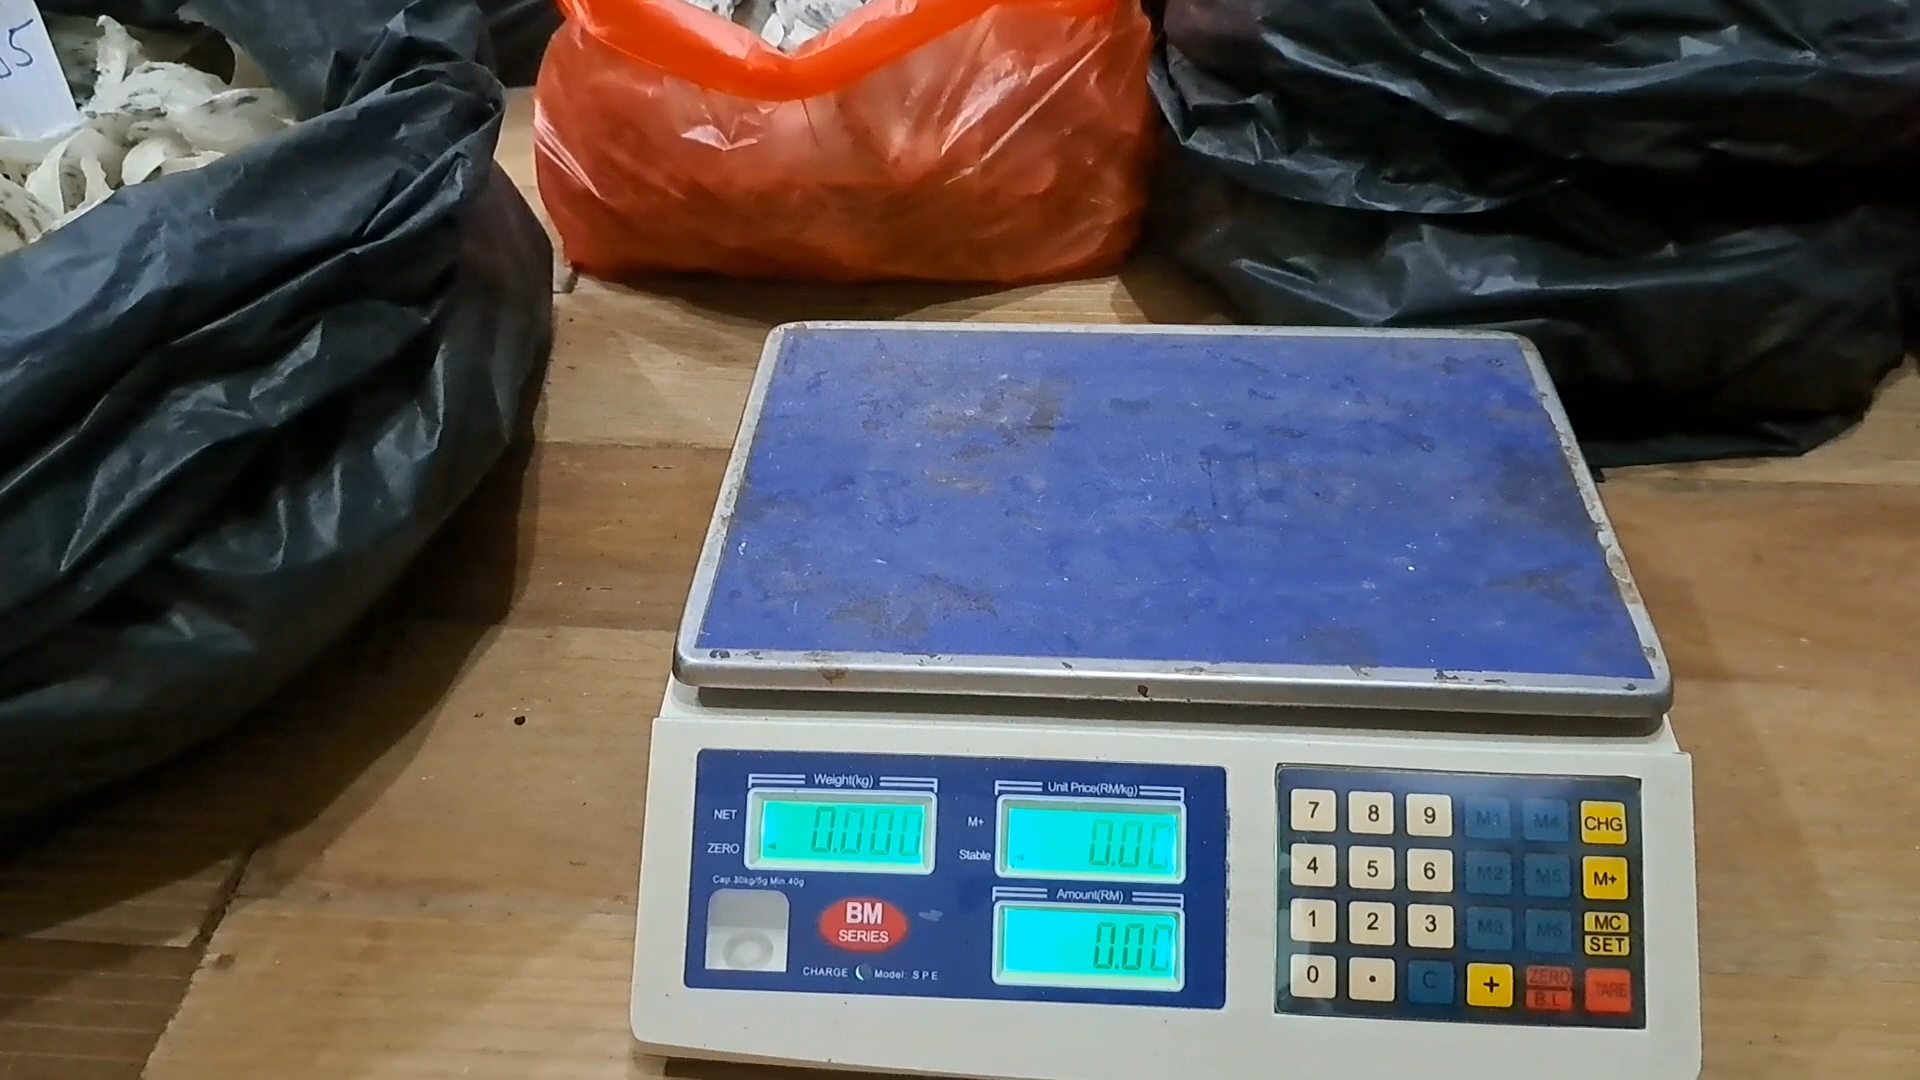 Weight(kg)
NET
0.000
ZERO
Cap.30kg/5g Min.40g
Unit Price(RM/kg)
M+
0.00
Stable
Amount(RM)
0.00
BM
SERIES
CHARGE Model: S P E
7 8 9 M1 M4 CHG
4 5 6 M2 M5 M+
1 2 3 M3 M6 MC
SET
0 . C + ZERO TARE
B.L